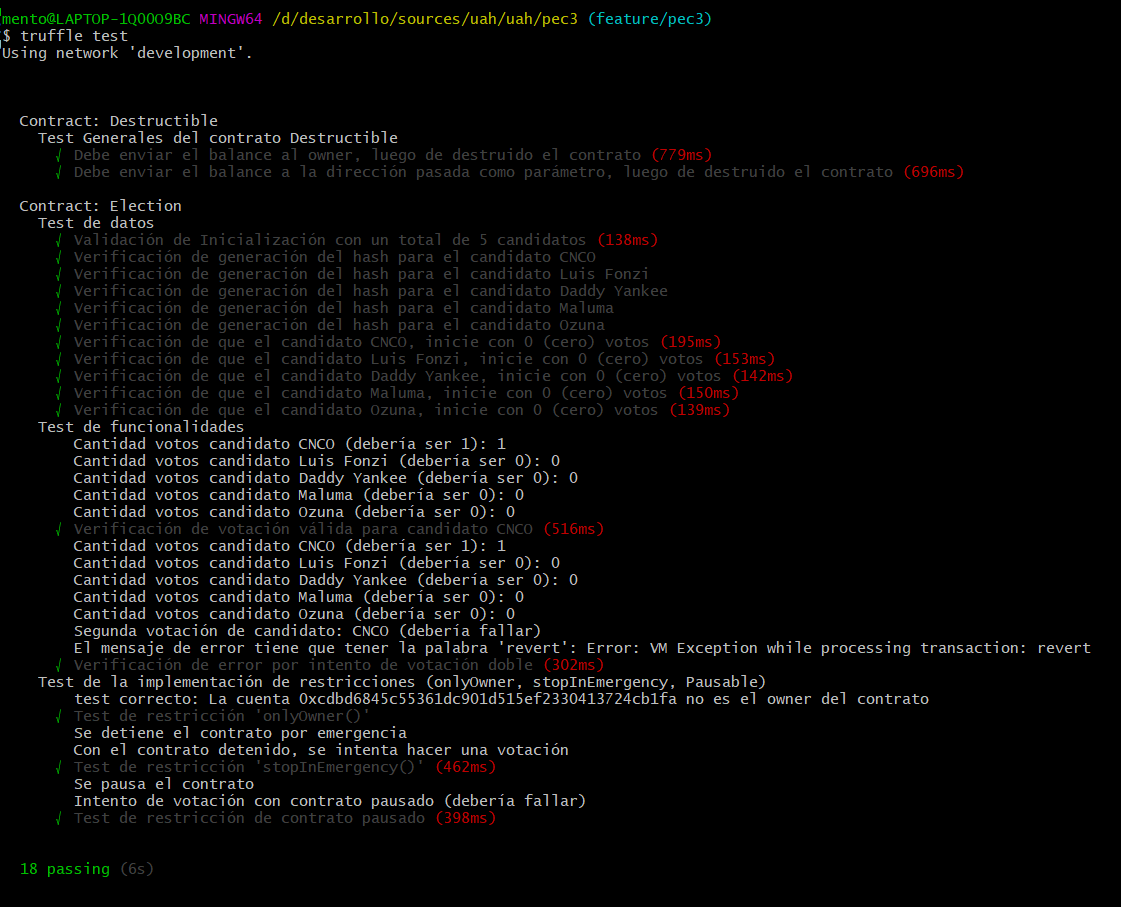 mento@LAPTOP-1Q0OO9BC MINGW64 /d/desarrollo/sources/uah/uah/pec3 (feature/pec3)
$ truffle test
Using network 'development'.
Contract: Destructible
Test Generales del contrato Destructible
√ Debe enviar el balance al owner, luego de destruido el contrato (779ms)
√ Debe enviar el balance a la dirección pasada como parámetro, luego de destruido el contrato (696ms)
Contract: Election
Test de datos
√ Validación de Inicialización con un total de 5 candidatos (138ms)
√ Verificación de generación del hash para el candidato CNCO
√ Verificación de generación del hash para el candidato Luis Fonzi
√ Verificación de generación del hash para el candidato Daddy Yankee
√ Verificación de generación del hash para el candidato Maluma
√ Verificación de generación del hash para el candidato Ozuna
√ Verificación de que el candidato CNCO, inicie con 0 (cero) votos (195ms)
√ Verificación de que el candidato Luis Fonzi, inicie con 0 (cero) votos (153ms)
√ Verificación de que el candidato Daddy Yankee, inicie con 0 (cero) votos (142ms)
√ Verificación de que el candidato Maluma, inicie con 0 (cero) votos (150ms)
√ Verificación de que el candidato Ozuna, inicie con 0 (cero) votos (139ms)
Test de funcionalidades
Cantidad votos candidato CNCO (debería ser 1): 1
Cantidad votos candidato Luis Fonzi (debería ser 0): 0
Cantidad votos candidato Daddy Yankee (debería ser 0): 0
Cantidad votos candidato Maluma (debería ser 0): 0
Cantidad votos candidato Ozuna (debería ser 0): 0
√ Verificación de votación válida para candidato CNCO (516ms)
Cantidad votos candidato CNCO (debería ser 1): 1
Cantidad votos candidato Luis Fonzi (debería ser 0): 0
Cantidad votos candidato Daddy Yankee (debería ser 0): 0
Cantidad votos candidato Maluma (debería ser 0): 0
Cantidad votos candidato Ozuna (debería ser 0): 0
Segunda votación de candidato: CNCO (debería fallar)
El mensaje de error tiene que tener la palabra 'revert': Error: VM Exception while processing transaction: revert
√ Verificación de error por intento de votación doble (302ms)
Test de la implementación de restricciones (onlyOwner, stopInEmergency, Pausable)
test correcto: La cuenta 0xcdbd6845c55361dc901d515ef2330413724cb1fa no es el owner del contrato
√ Test de restricción 'onlyOwner()'
Se detiene el contrato por emergencia
Con el contrato detenido, se intenta hacer una votación
√ Test de restricción 'stopInEmergency()' (462ms)
Se pausa el contrato
Intento de votación con contrato pausado (debería fallar)
√ Test de restricción de contrato pausado (398ms)
18 passing (6s)